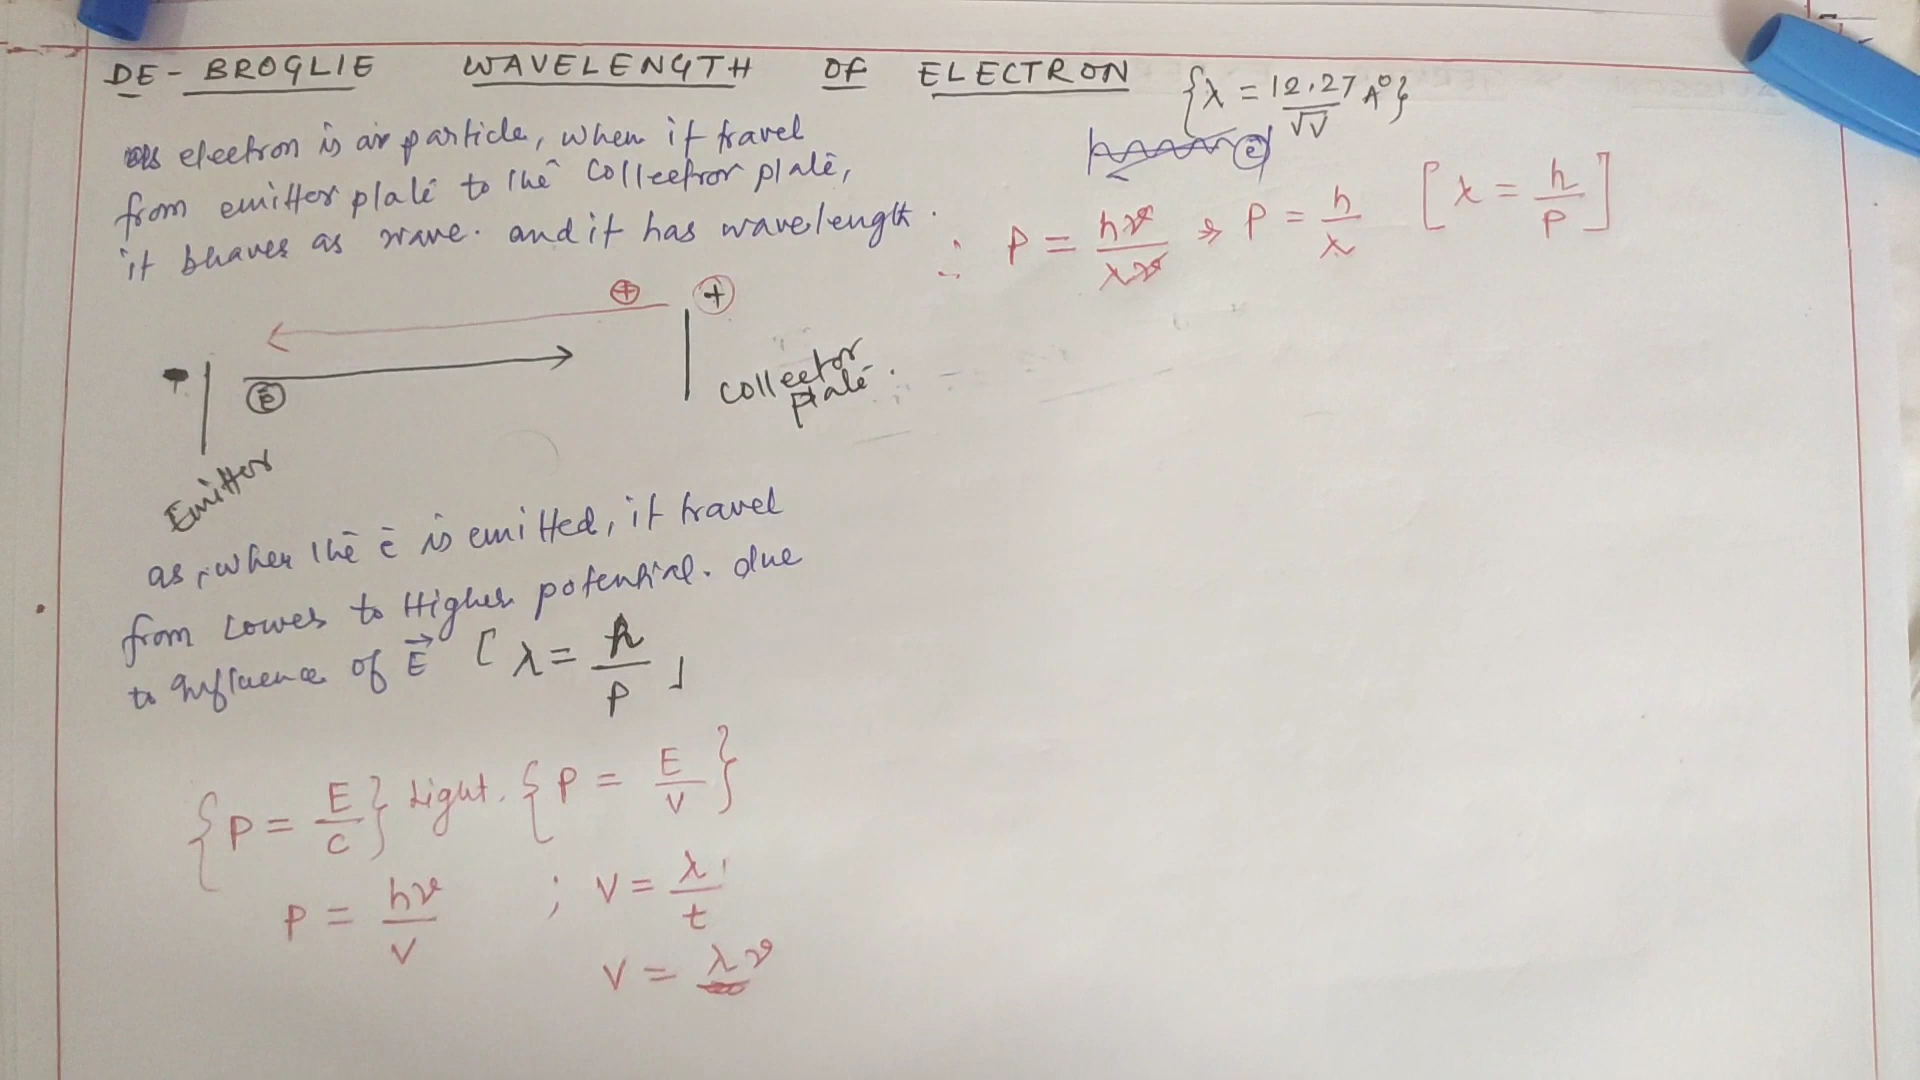 DE-BROGLIE WAVELENGTH OF ELECTRON {λ = 12.27/√V A°}
as electron is a particle, when it travel
from emitter plate to the collector plate,
it bhaves as wave. and it has wavelength.
⊕ +
ē
Collector
plate.
Emitter
as, when the ē is emitted, it travel
from Lower to Higher potential. due
to influence of E⃗ [λ = h/p]
{P = E/C} Light. {P = E/V}
P = hν/V ; V = λ/t
V = λν
ē
∴ P = hν/λν ⇒ P = h/λ [λ = h/P]